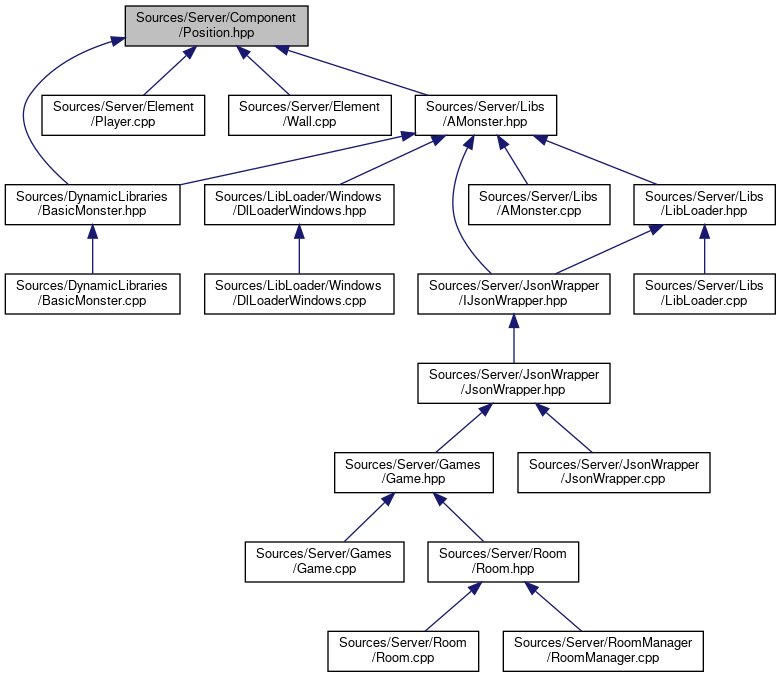 Sources/Server/Component
/Position.hpp
Sources/Server/Element
/Player.cpp
Sources/Server/Element
/Wall.cpp
Sources/Server/Libs
/AMonster.hpp
Sources/DynamicLibraries
/BasicMonster.hpp
Sources/LibLoader/Windows
/DlLoaderWindows.hpp
Sources/Server/Libs
/AMonster.cpp
Sources/Server/Libs
/LibLoader.hpp
Sources/DynamicLibraries
/BasicMonster.cpp
Sources/LibLoader/Windows
/DlLoaderWindows.cpp
Sources/Server/JsonWrapper
/IJsonWrapper.hpp
Sources/Server/Libs
/LibLoader.cpp
Sources/Server/JsonWrapper
/JsonWrapper.hpp
Sources/Server/Games
/Game.hpp
Sources/Server/JsonWrapper
/JsonWrapper.cpp
Sources/Server/Games
/Game.cpp
Sources/Server/Room
/Room.hpp
Sources/Server/Room
/Room.cpp
Sources/Server/RoomManager
/RoomManager.cpp